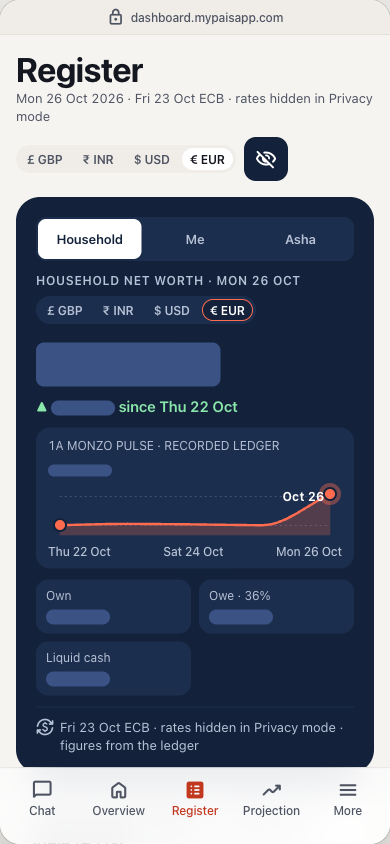 dashboard.mypaisapp.com
Register
Mon 26 Oct 2026 · Fri 23 Oct ECB · rates hidden in Privacy
mode
£ GBP ₹ INR $ USD € EUR
Household Me Asha
HOUSEHOLD NET WORTH · MON 26 OCT
£ GBP ₹ INR $ USD € EUR
▲ since Thu 22 Oct
1A MONZO PULSE · RECORDED LEDGER
Oct 26
Thu 22 Oct Sat 24 Oct Mon 26 Oct
Own Owe · 36%
Liquid cash
Fri 23 Oct ECB · rates hidden in Privacy mode ·
figures from the ledger
Chat Overview Register Projection More